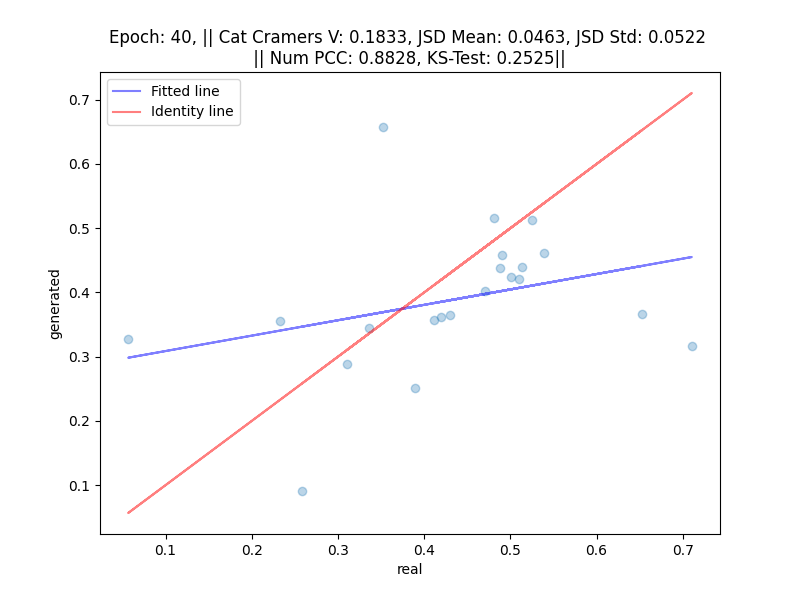 Epoch: 40, || Cat Cramers V: 0.1833, JSD Mean: 0.0463, JSD Std: 0.0522
|| Num PCC: 0.8828, KS-Test: 0.2525||
Fitted line
Identity line
0.7
0.6
0.5
0.4
0.3
0.2
0.1
generated
0.1 0.2 0.3 0.4 0.5 0.6 0.7
real